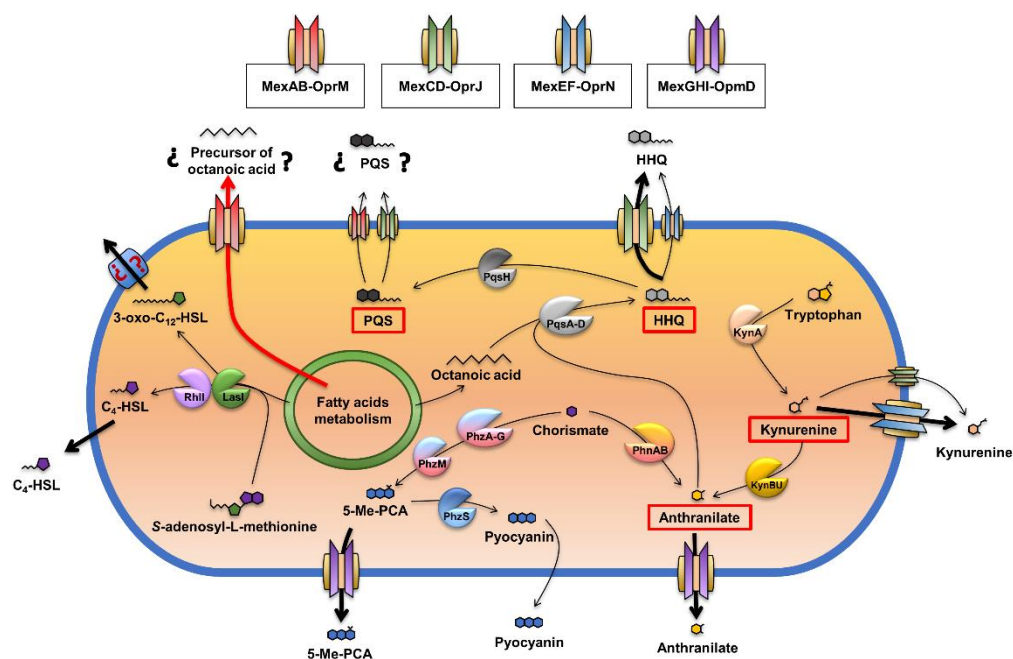 MexAB-OprM
MexCD-OprJ
MexEF-OprN
MexGHI-OpmD
¿ Precursor of ?
octanoic acid
¿ PQS ?
HHQ
¿?
3-oxo-C12-HSL
PqsH
PQS
PqsA-D
HHQ
Tryptophan
KynA
Octanoic acid
RhlI
LasI
C4-HSL
Fatty acids
metabolism
Kynurenine
Kynurenine
PhzA-G
Chorismate
PhnAB
PhzM
KynBU
C4-HSL
S-adenosyl-L-methionine
5-Me-PCA
PhzS
Pyocyanin
Anthranilate
5-Me-PCA
Pyocyanin
Anthranilate